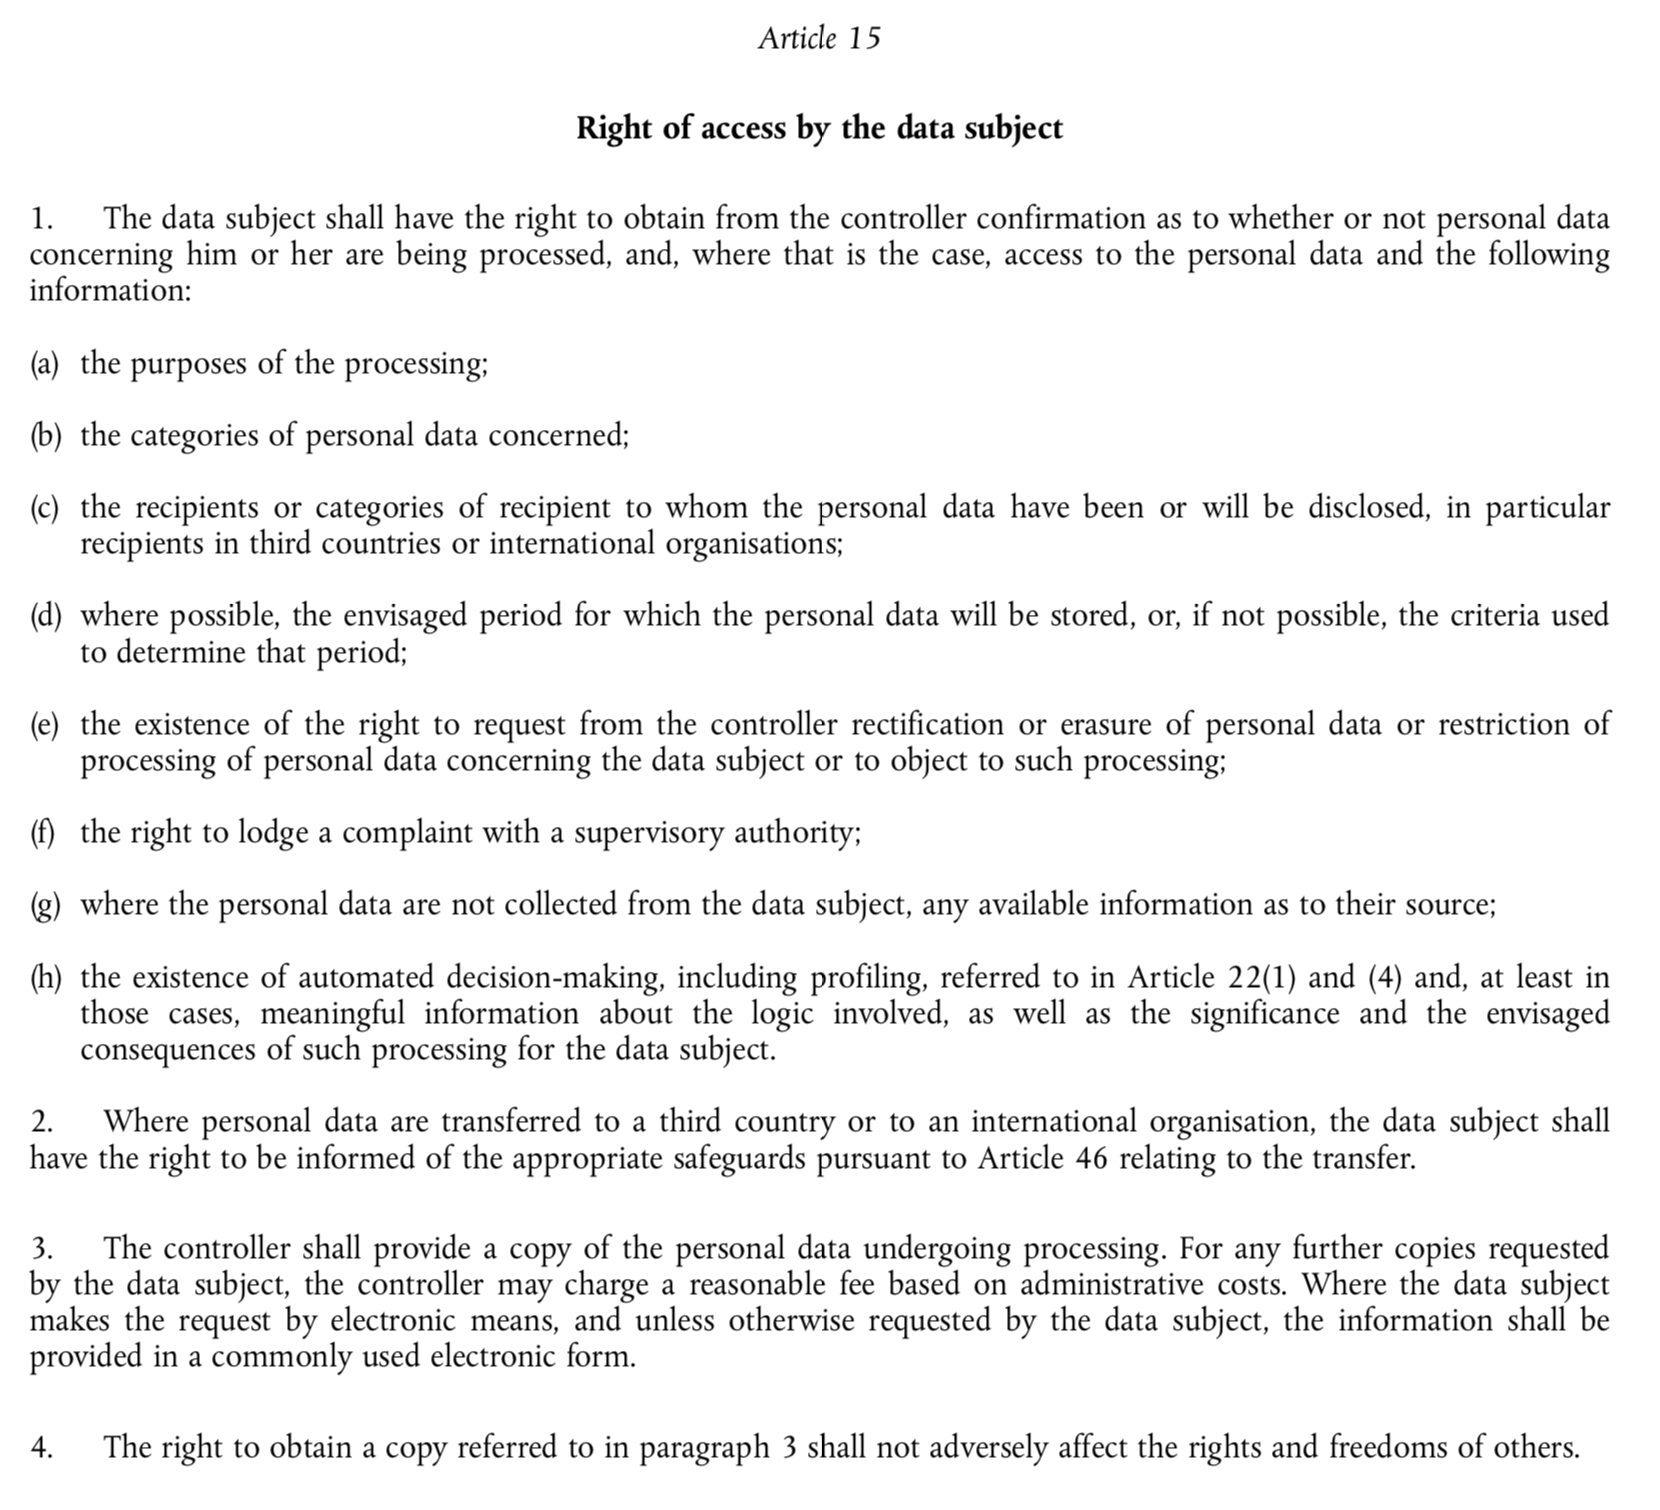 Article 15
Right of access by the data subject
1. The data subject shall have the right to obtain from the controller confirmation as to whether or not personal data
concerning him or her are being processed, and, where that is the case, access to the personal data and the following
information:
(a) the purposes of the processing;
(b) the categories of personal data concerned;
(c) the recipients or categories of recipient to whom the personal data have been or will be disclosed, in particular
recipients in third countries or international organisations;
(d) where possible, the envisaged period for which the personal data will be stored, or, if not possible, the criteria used
to determine that period;
(e) the existence of the right to request from the controller rectification or erasure of personal data or restriction of
processing of personal data concerning the data subject or to object to such processing;
(f) the right to lodge a complaint with a supervisory authority;
(g) where the personal data are not collected from the data subject, any available information as to their source;
(h) the existence of automated decision-making, including profiling, referred to in Article 22(1) and (4) and, at least in
those cases, meaningful information about the logic involved, as well as the significance and the envisaged
consequences of such processing for the data subject.
2. Where personal data are transferred to a third country or to an international organisation, the data subject shall
have the right to be informed of the appropriate safeguards pursuant to Article 46 relating to the transfer.
3. The controller shall provide a copy of the personal data undergoing processing. For any further copies requested
by the data subject, the controller may charge a reasonable fee based on administrative costs. Where the data subject
makes the request by electronic means, and unless otherwise requested by the data subject, the information shall be
provided in a commonly used electronic form.
4. The right to obtain a copy referred to in paragraph 3 shall not adversely affect the rights and freedoms of others.